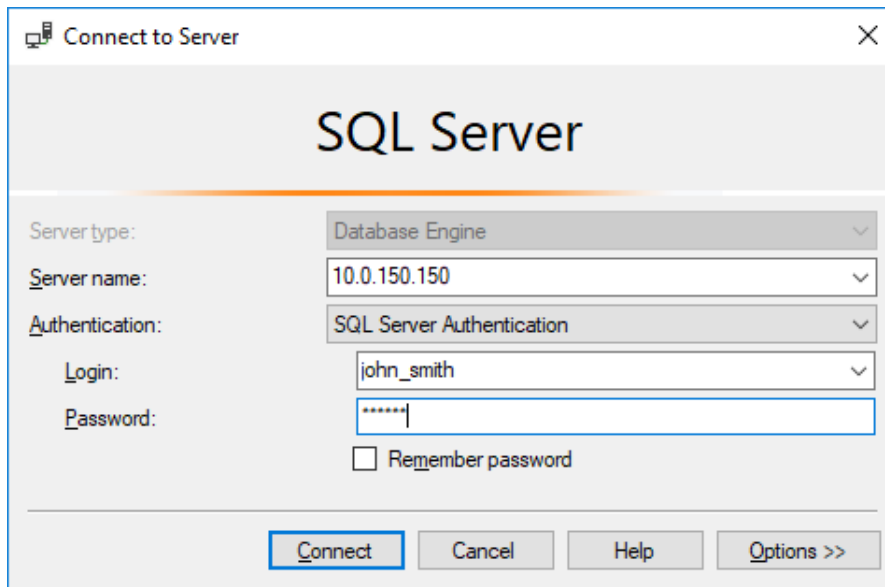 Connect to Server
SQL Server
Server type: Database Engine
Server name: 10.0.150.150
Authentication: SQL Server Authentication
Login: john_smith
Password: ******
Remember password
Connect Cancel Help Options >>